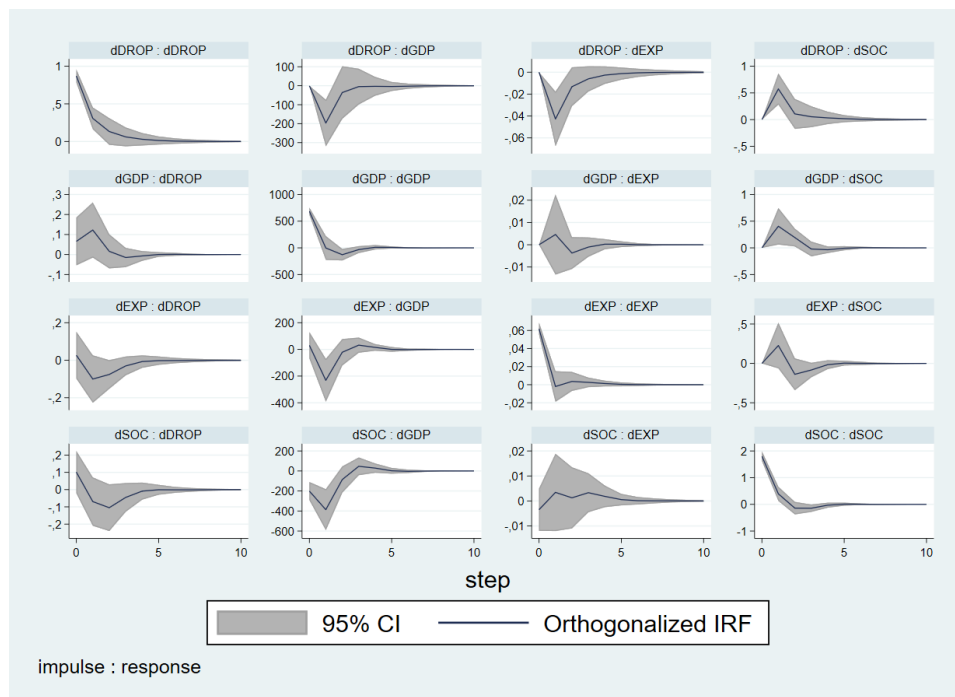 dDROP : dDROP dDROP : dGDP dDROP : dEXP dDROP : dSOC
1 100 0 1
,5 0 -,02 ,5
0 -100 -,04 0
-200 -,06 -,5
-300
dGDP : dDROP dGDP : dGDP dGDP : dEXP dGDP : dSOC
,3 1000 ,02 1
,2 500 ,01 ,5
,1 0 0 0
0 -500 -,01 -,5
-,1
dEXP : dDROP dEXP : dGDP dEXP : dEXP dEXP : dSOC
,2 200 ,06 ,5
0 0 ,04 0
-,2 -200 ,02 -,5
-400 0
-,02
dSOC : dDROP dSOC : dGDP dSOC : dEXP dSOC : dSOC
,2 200 ,02 2
,1 0 ,01 1
0 -200 0 0
-,1 -400 -,01 -1
-,2 -600
0 5 10 0 5 10 0 5 10 0 5 10
step
95% CI Orthogonalized IRF
impulse : response